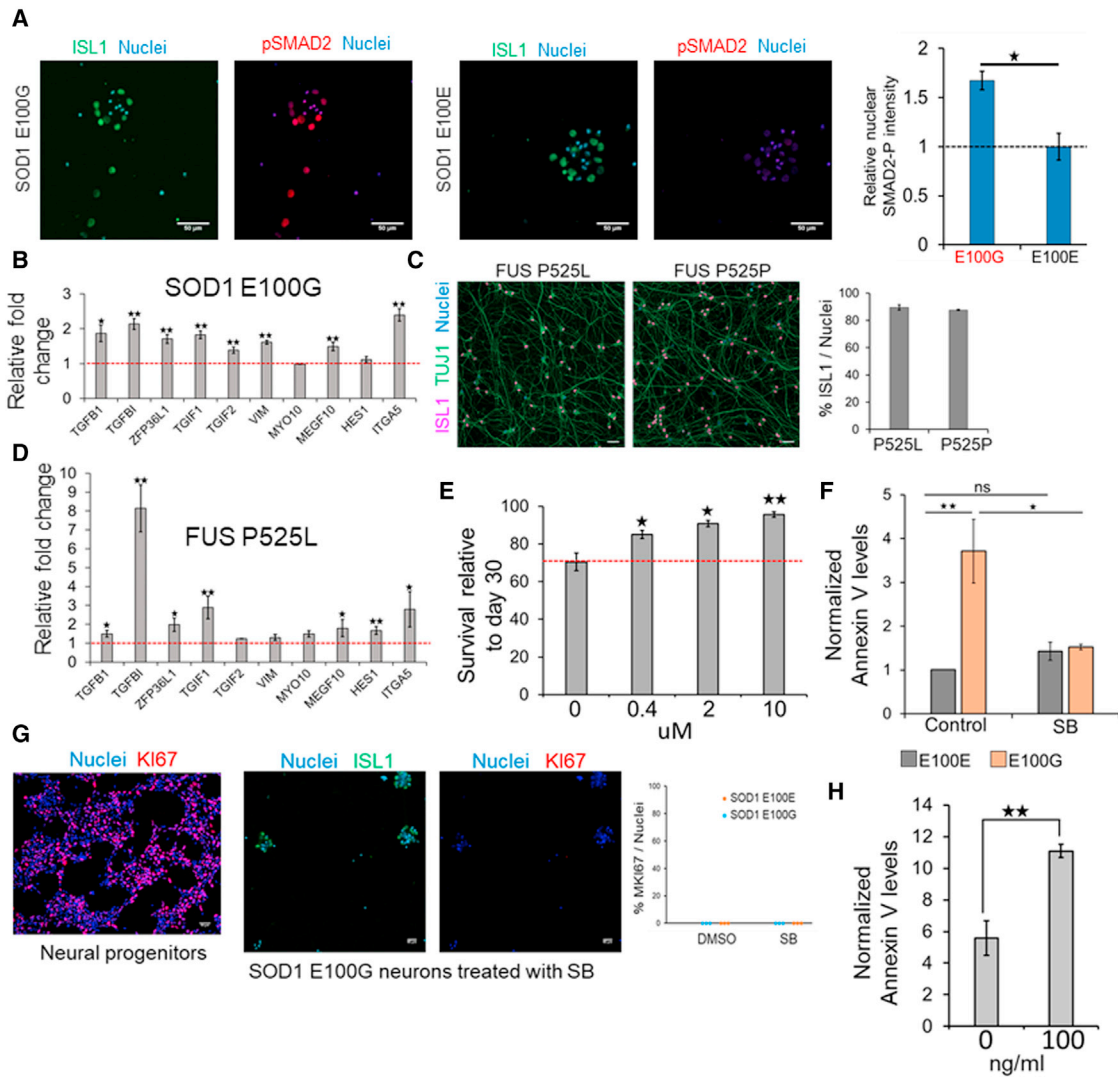 A
ISL1 Nuclei
pSMAD2 Nuclei
ISL1 Nuclei
pSMAD2 Nuclei
SOD1 E100G
50 μm
50 μm
SOD1 E100E
50 μm
50 μm
Relative nuclear
SMAD2-P intensity
2
1.5
1
0.5
0
★
E100G
E100E
B
SOD1 E100G
Relative fold
change
3
2
1
0
★
★★
★★
★★
★★
★★
★★
★★
TGFB1
TGFBI
ZFP36L1
TGIF1
TGIF2
VIM
MYO10
MEGF10
HES1
ITGA5
C
FUS P525L
FUS P525P
ISL1 TUJ1 Nuclei
% ISL1 / Nuclei
100
80
60
40
20
0
P525L
P525P
D
FUS P525L
Relative fold change
10
9
8
7
6
5
4
3
2
1
0
★
★★
★
★★
★
★★
★
TGFB1
TGFBI
ZFP36L1
TGIF1
TGIF2
VIM
MYO10
MEGF10
HES1
ITGA5
E
Survival relative
to day 30
100
80
60
40
20
0
★
★
★★
0
0.4
2
10
uM
F
Normalized
Annexin V levels
5
4
3
2
1
0
ns
★★
★
Control
SB
E100E
E100G
G
Nuclei KI67
Nuclei ISL1
Nuclei KI67
Neural progenitors
SOD1 E100G neurons treated with SB
% MKI67 / Nuclei
100
80
60
40
20
0
SOD1 E100E
SOD1 E100G
DMSO
SB
H
Normalized
Annexin V levels
14
12
10
8
6
4
2
0
★★
0
100
ng/ml